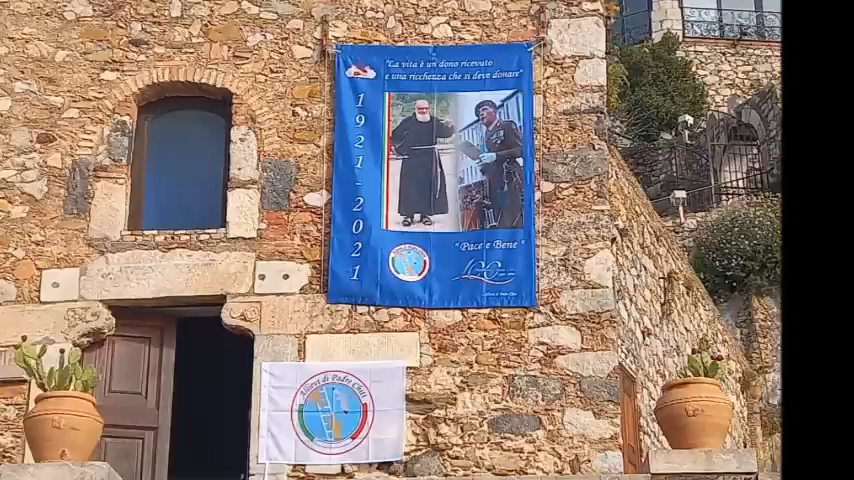 "La vita è un dono ricevuto
e una ricchezza che si deve donare"
1921-2021
"Pace e Bene"
100
Allievi di Padre Chiti